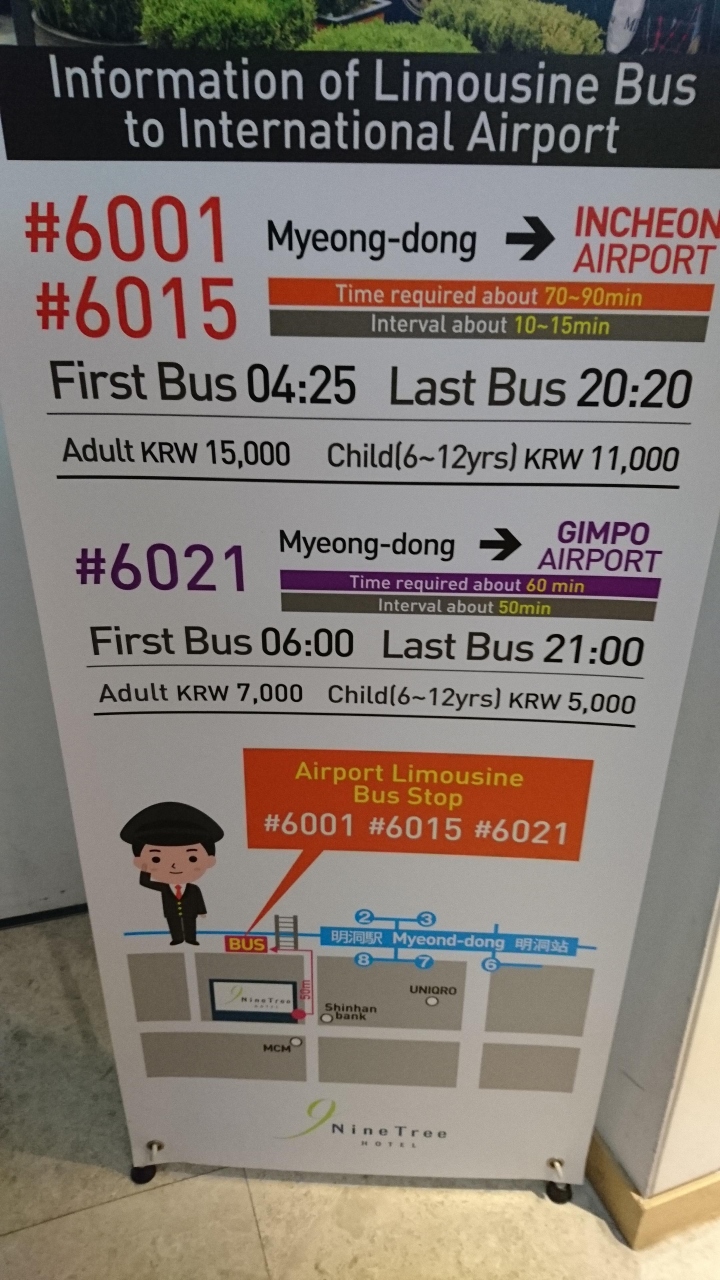 Information of Limousine Bus
to International Airport
#6001
#6015
Myeong-dong → INCHEON
AIRPORT
Time required about 70~90min
Interval about 10~15min
First Bus 04:25 Last Bus 20:20
Adult KRW 15,000 Child(6~12yrs) KRW 11,000
#6021
Myeong-dong → GIMPO
AIRPORT
Time required about 60 min
Interval about 50min
First Bus 06:00 Last Bus 21:00
Adult KRW 7,000 Child(6~12yrs) KRW 5,000
Airport Limousine
Bus Stop
#6001 #6015 #6021
2 3
BUS
明洞駅 Myeond-dong 明洞站
8 7 6
50m
NineTree
HOTEL
Shinhan
bank
UNIQRO
MCM
NineTree
HOTEL